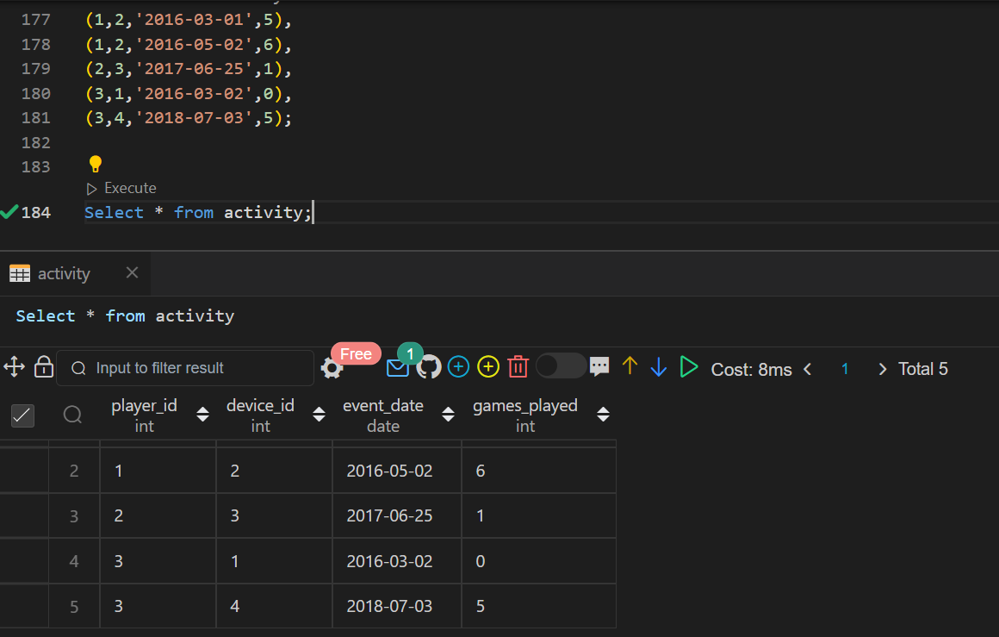 177 (1,2,'2016-03-01',5),
178 (1,2,'2016-05-02',6),
179 (2,3,'2017-06-25',1),
180 (3,1,'2016-03-02',0),
181 (3,4,'2018-07-03',5);
182
183
Execute
184 Select * from activity;
activity
Select * from activity
Input to filter result Free 1 Cost: 8ms 1 Total 5
player_id device_id event_date games_played
int int date int
2 1 2 2016-05-02 6
3 2 3 2017-06-25 1
4 3 1 2016-03-02 0
5 3 4 2018-07-03 5